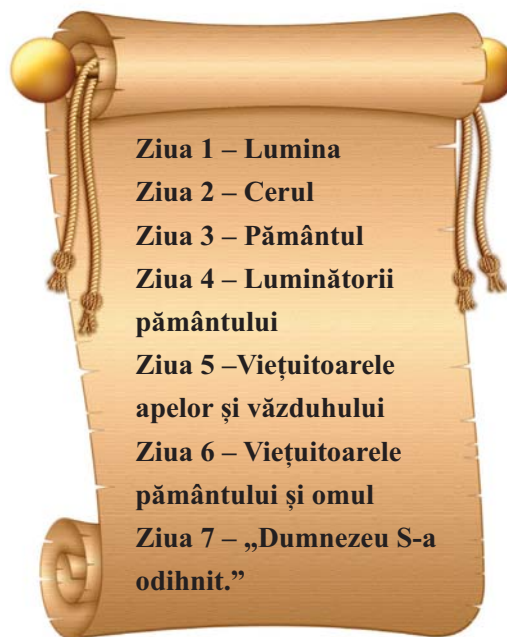 Ziua 1 – Lumina
Ziua 2 – Cerul
Ziua 3 – Pământul
Ziua 4 – Luminătorii
pământului
Ziua 5 –Viețuitoarele
apelor și văzduhului
Ziua 6 – Viețuitoarele
pământului și omul
Ziua 7 – „Dumnezeu S-a
odihnit.”